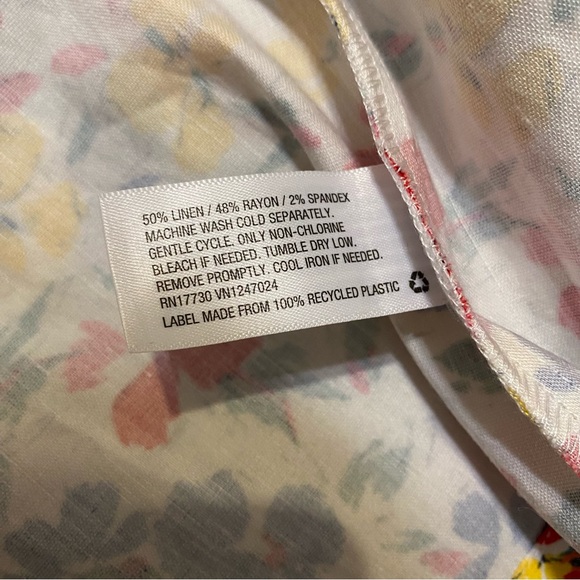 50% LINEN / 48% RAYON / 2% SPANDEX
MACHINE WASH COLD SEPARATELY.
GENTLE CYCLE. ONLY NON-CHLORINE
BLEACH IF NEEDED. TUMBLE DRY LOW.
REMOVE PROMPTLY. COOL IRON IF NEEDED.
RN17730 VN1247024
LABEL MADE FROM 100% RECYCLED PLASTIC